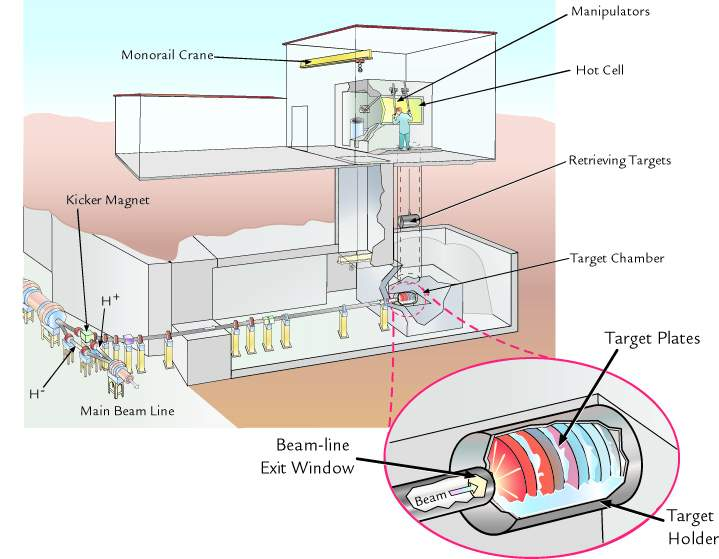 Manipulators
Monorail Crane
Hot Cell
Retrieving Targets
Kicker Magnet
Target Chamber
H+
H-
Main Beam Line
Target Plates
Beam-line
Exit Window
Beam
Target
Holder